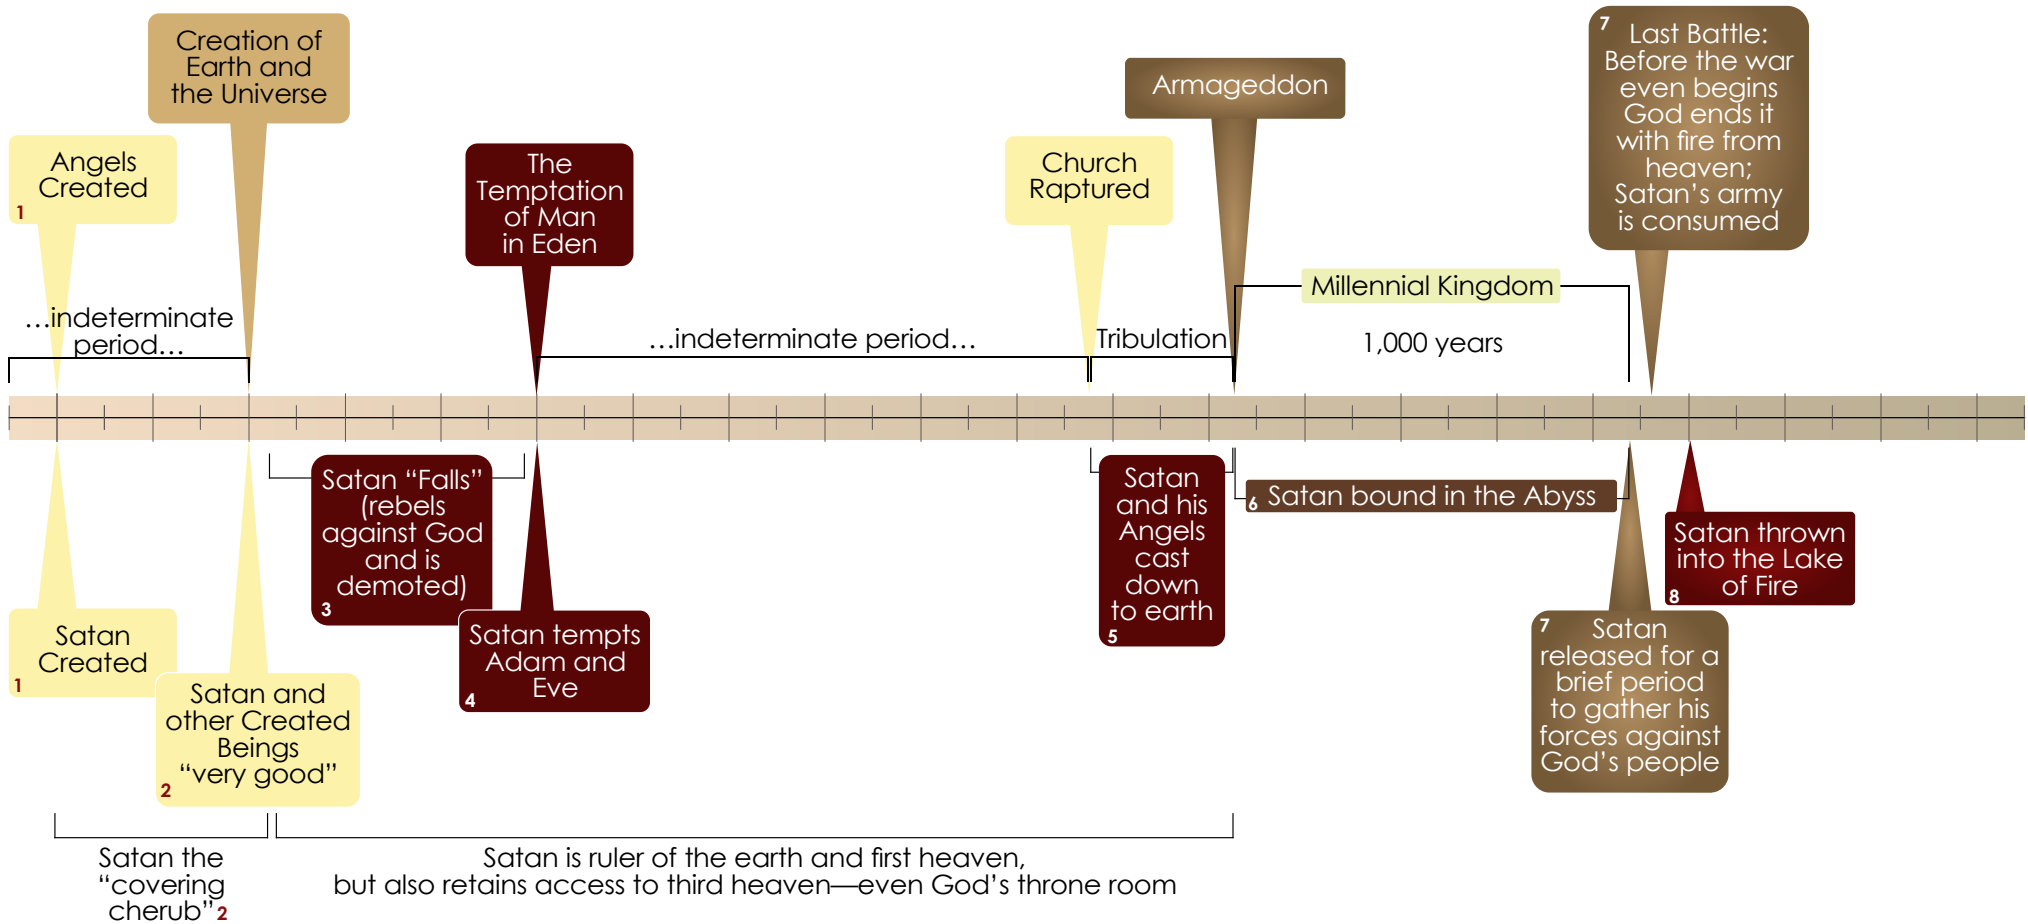 Creation of
Earth and
the Universe
Angels
Created
1
The
Temptation
of Man
in Eden
Church
Raptured
Armageddon
7
Last Battle:
Before the war
even begins
God ends it
with fire from
heaven;
Satan’s army
is consumed
…indeterminate
period…
…indeterminate period…
Tribulation
Millennial Kingdom
1,000 years
Satan
Created
1
Satan and
other Created
Beings
“very good”
2
Satan “Falls”
(rebels
against God
and is
demoted)
3
Satan tempts
Adam and
Eve
4
Satan
and his
Angels
cast
down
to earth
5
6 Satan bound in the Abyss
7
Satan
released for a
brief period
to gather his
forces against
God’s people
Satan thrown
into the Lake
of Fire
8
Satan the
“covering
cherub” 2
Satan is ruler of the earth and first heaven,
but also retains access to third heaven—even God’s throne room